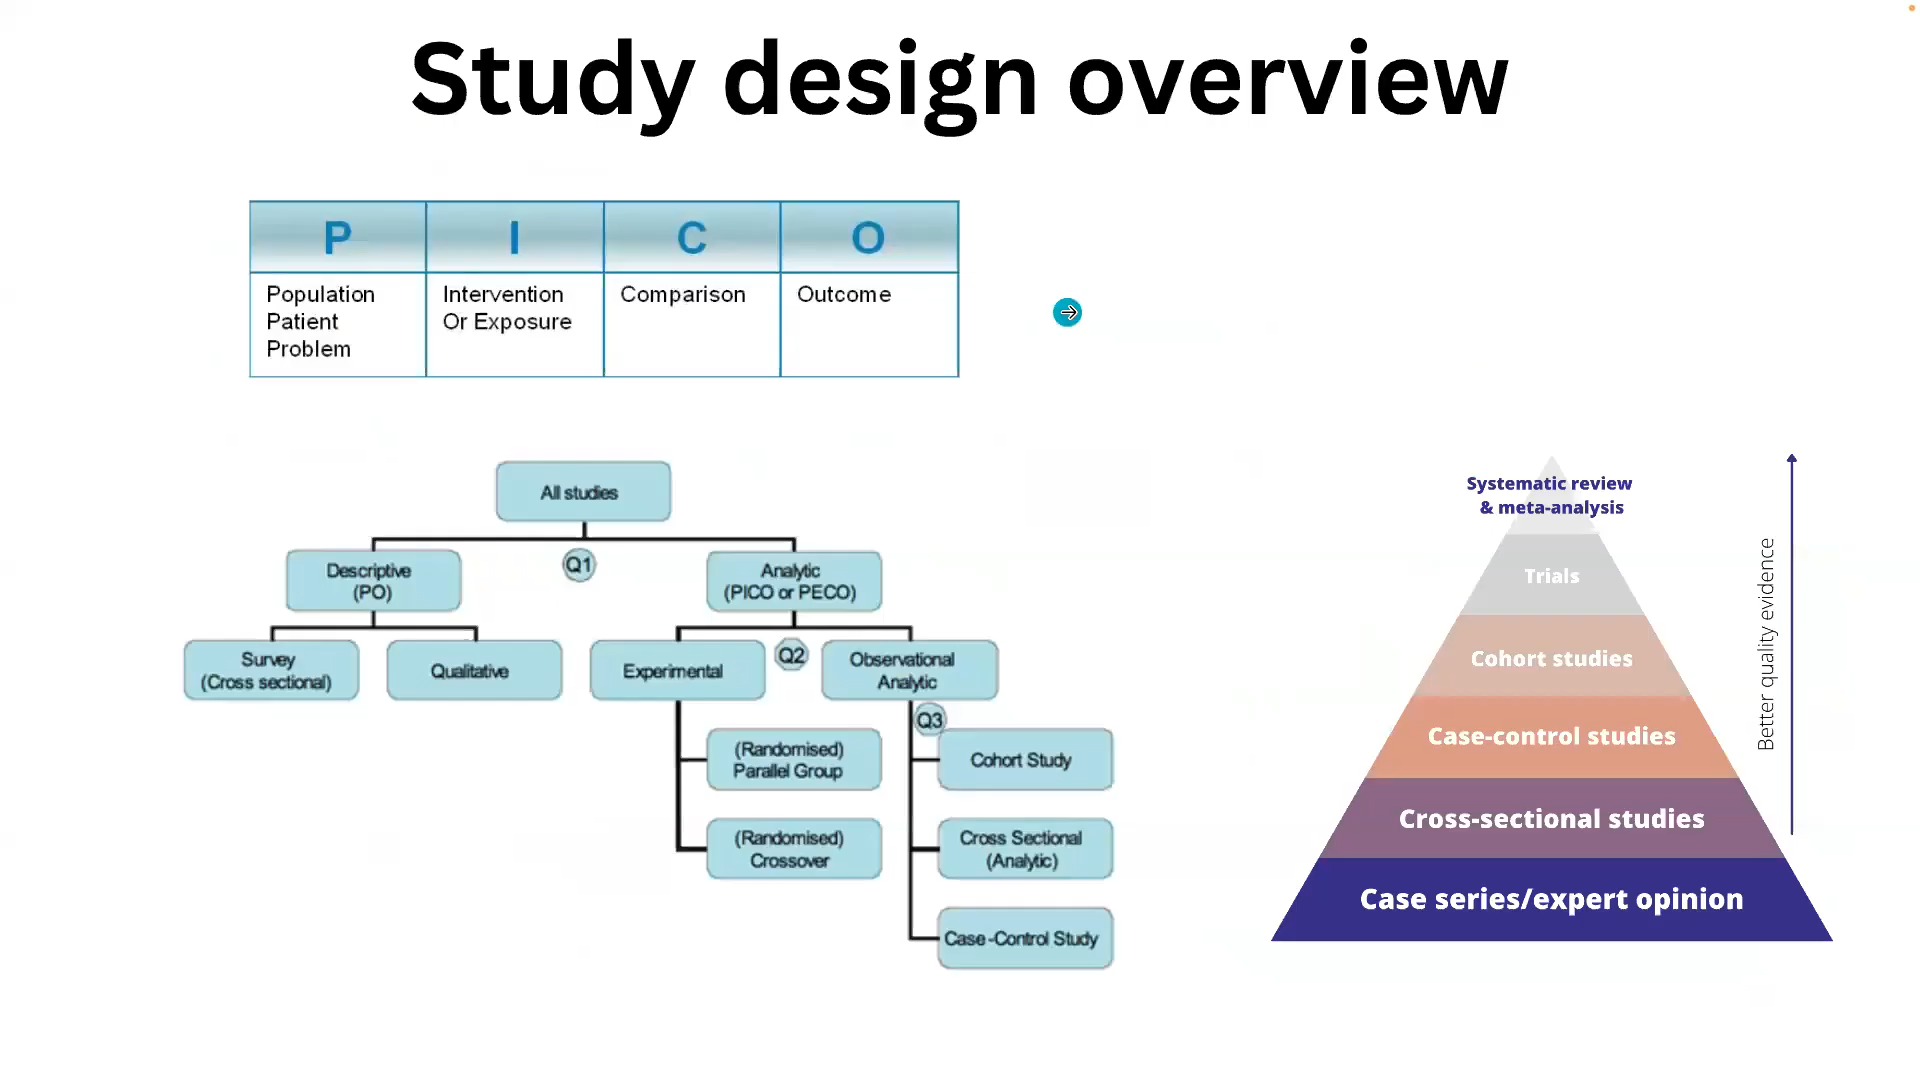 Study design overview
P I C O
Population
Patient
Problem
Intervention
Or Exposure
Comparison
Outcome
All studies
Q1
Descriptive
(PO)
Analytic
(PICO or PECO)
Survey
(Cross sectional)
Qualitative
Experimental
Q2
Observational
Analytic
Q3
(Randomised)
Parallel Group
Cohort Study
(Randomised)
Crossover
Cross Sectional
(Analytic)
Case-Control Study
Systematic review
& meta-analysis
Trials
Cohort studies
Case-control studies
Cross-sectional studies
Case series/expert opinion
Better quality evidence